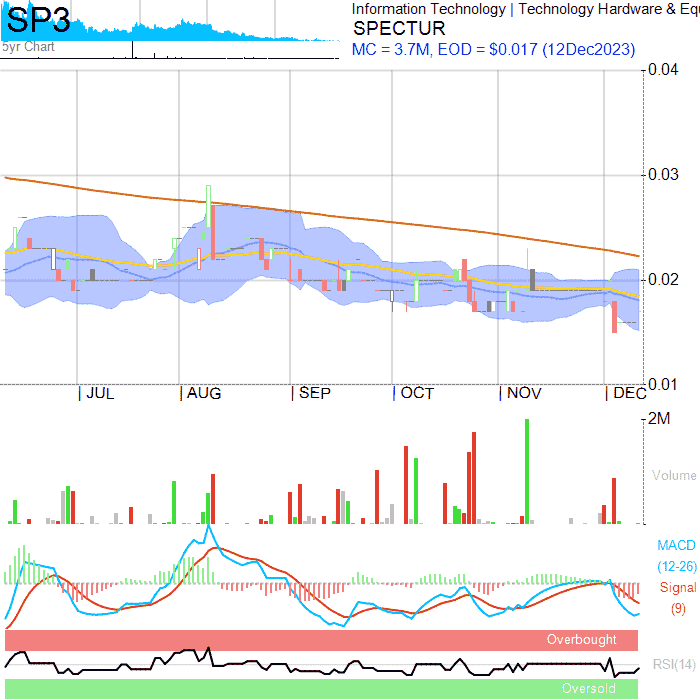 SP3
5yr Chart
Information Technology | Technology Hardware & Equ
SPECTUR
MC = 3.7M, EOD = $0.017 (12Dec2023)
0.04
0.03
0.02
0.01
JUL
AUG
SEP
OCT
NOV
DEC
2M
Volume
MACD
(12-26)
Signal
(9)
Overbought
RSI(14)
Oversold